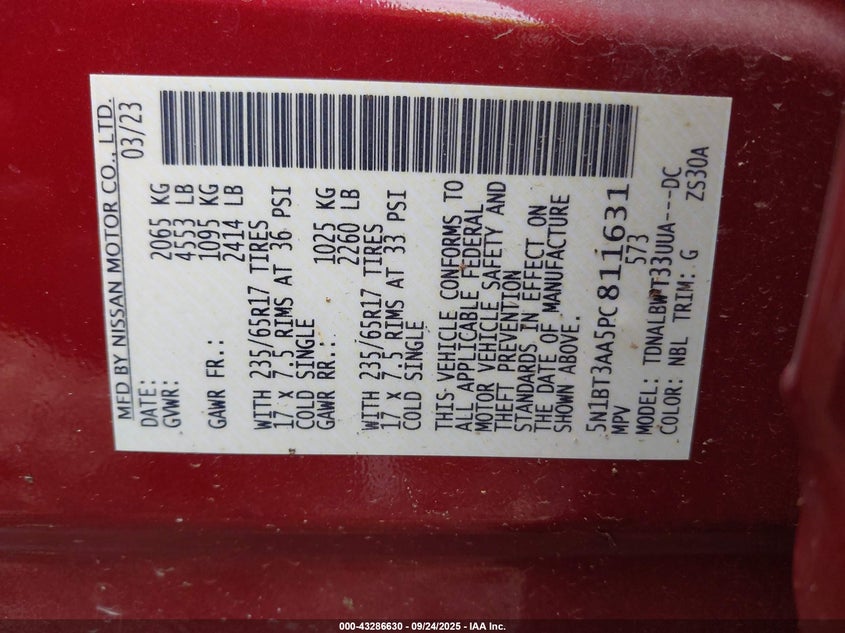 MFD BY NISSAN MOTOR CO., LTD.
DATE: 03/23
GVWR: 2065 KG
4553 LB
GAWR FR.: 1095 KG
2414 LB
WITH 235/65R17 TIRES
17 X 7.5 RIMS AT 36 PSI
COLD SINGLE
GAWR RR.: 1025 KG
2260 LB
WITH 235/65R17 TIRES
17 X 7.5 RIMS AT 33 PSI
COLD SINGLE
THIS VEHICLE CONFORMS TO
ALL APPLICABLE FEDERAL
MOTOR VEHICLE SAFETY AND
THEFT PREVENTION
STANDARDS IN EFFECT ON
THE DATE OF MANUFACTURE
SHOWN ABOVE.
5N1BT3AA5PC811631
MPV 573
MODEL: TDNALBWT33UUA---DC
COLOR: NBL TRIM: G ZS30A
000-43286630 - 09/24/2025 - IAA Inc.